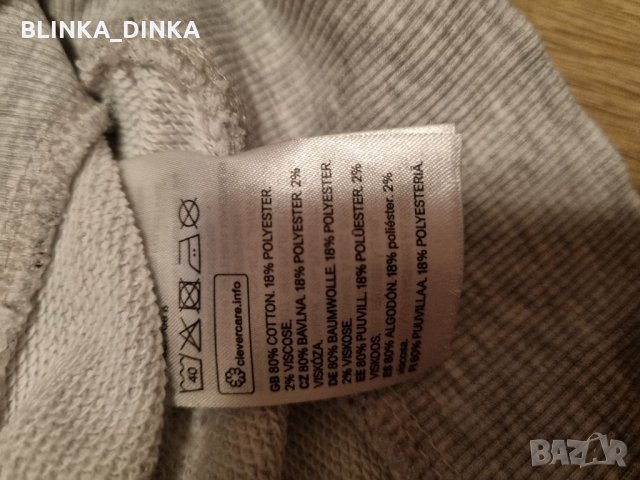 BLINKA_DINKA
40
clevercare.info
GB 80% COTTON. 18% POLYESTER.
2% VISCOSE.
CZ 80% BAVLNA. 18% POLYESTER. 2%
VISKÓZA.
DE 80% BAUMWOLLE. 18% POLYESTER.
2% VISKOSE.
EE 80% PUUVILL. 18% POLÜESTER. 2%
VISKOOS.
ES 80% ALGODÓN. 18% poliéster. 2%
viscosa.
FI 80% PUUVILLAA. 18% POLYESTERIÄ.
BAZAR